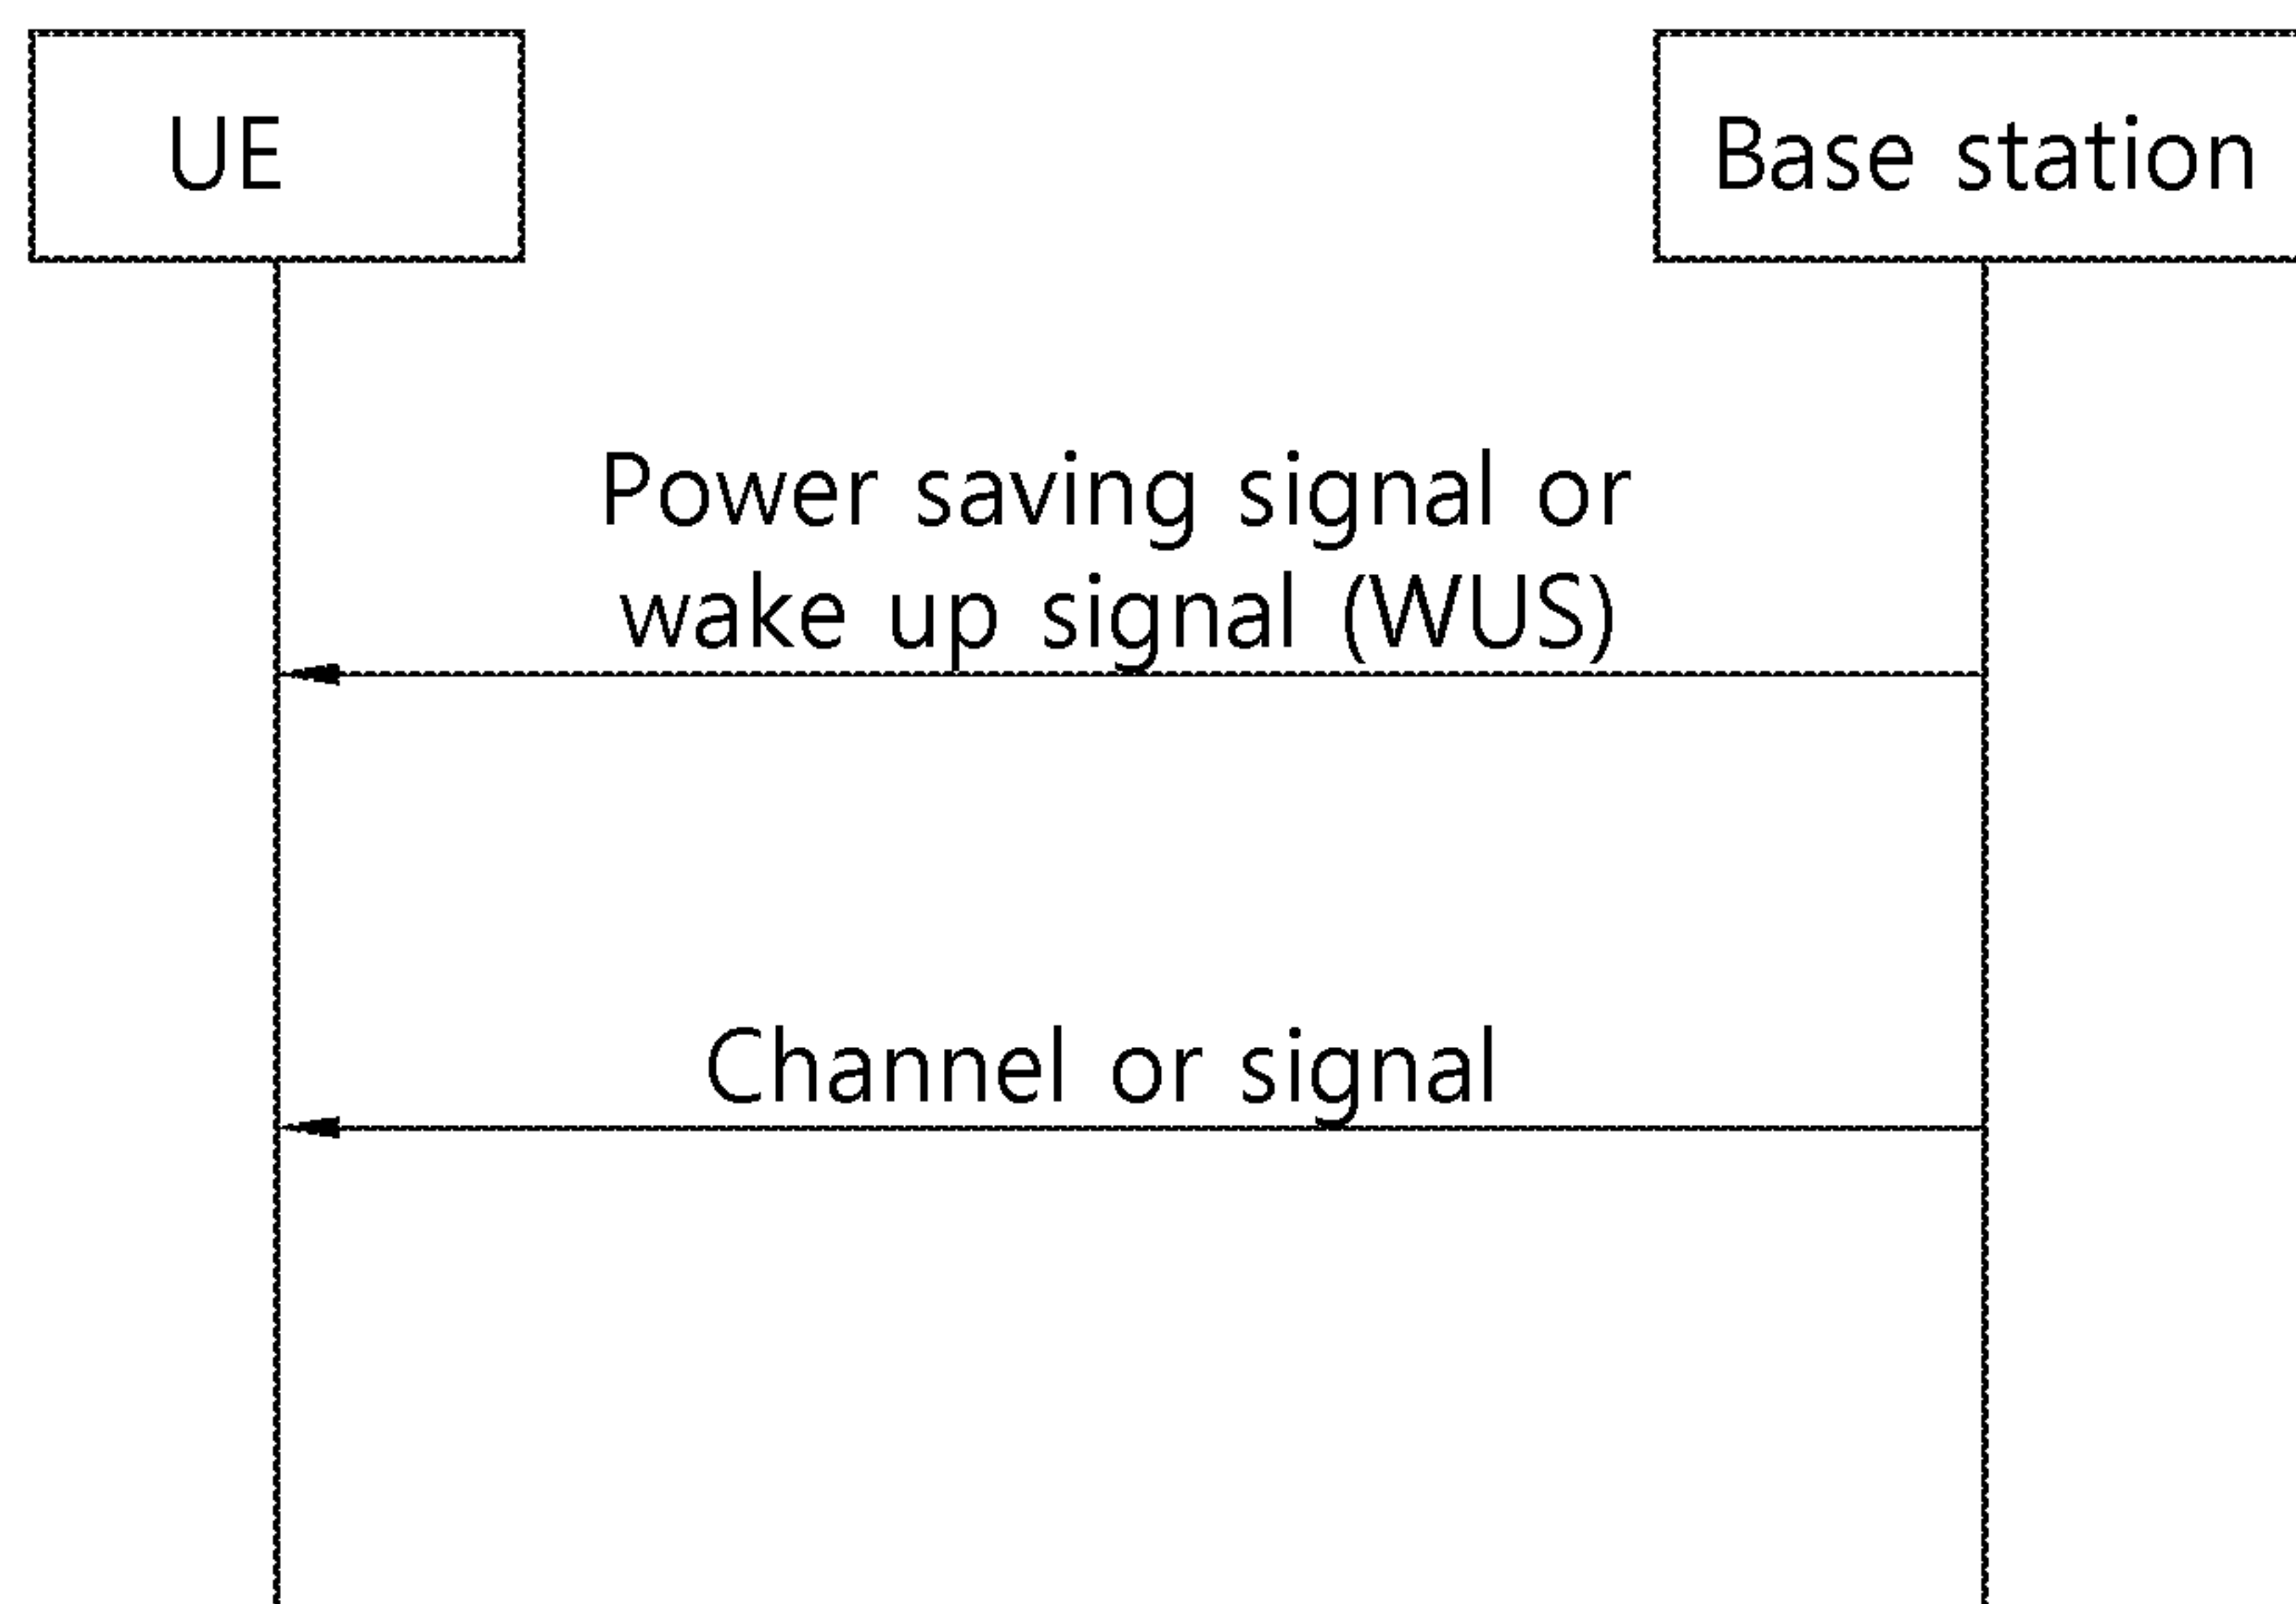 UE
Base station
Power saving signal or
wake up signal (WUS)
Channel or signal